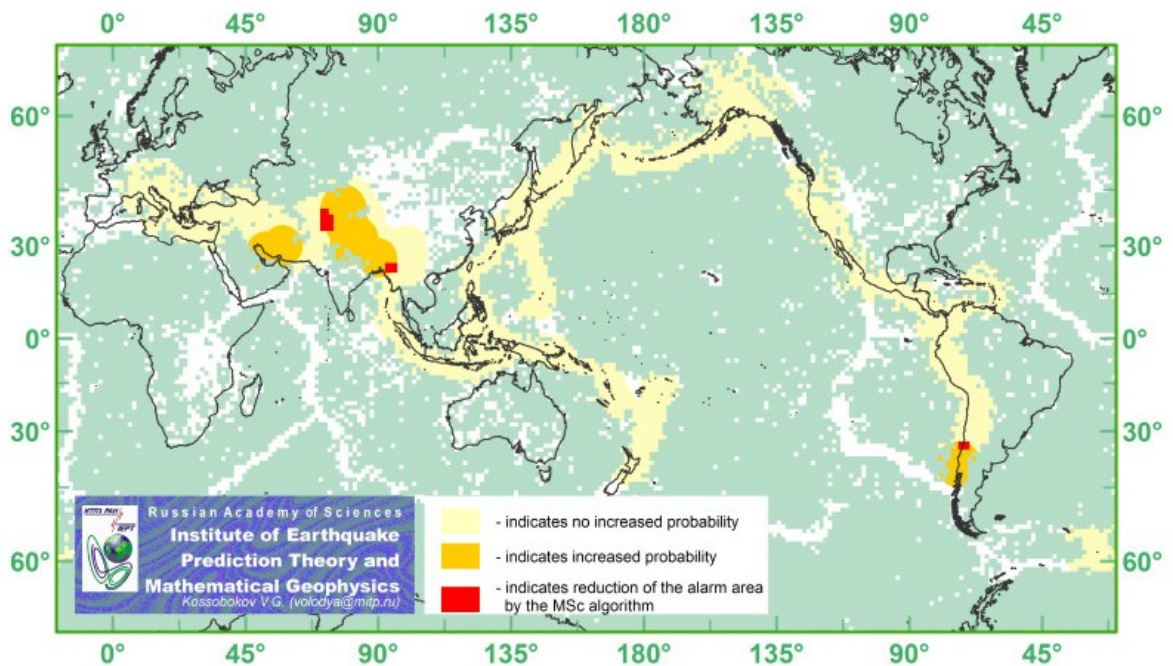 0° 45° 90° 135° 180° 135° 90° 45°
60° 60°
30° 30°
0° 0°
30° 30°
60° 60°
Russian Academy of Sciences
Institute of Earthquake
Prediction Theory and
Mathematical Geophysics
Kossobokov V.G. (volodya@mitp.ru)
- indicates no increased probability
- indicates increased probability
- indicates reduction of the alarm area
by the MSc algorithm
0° 45° 90° 135° 180° 135° 90° 45°